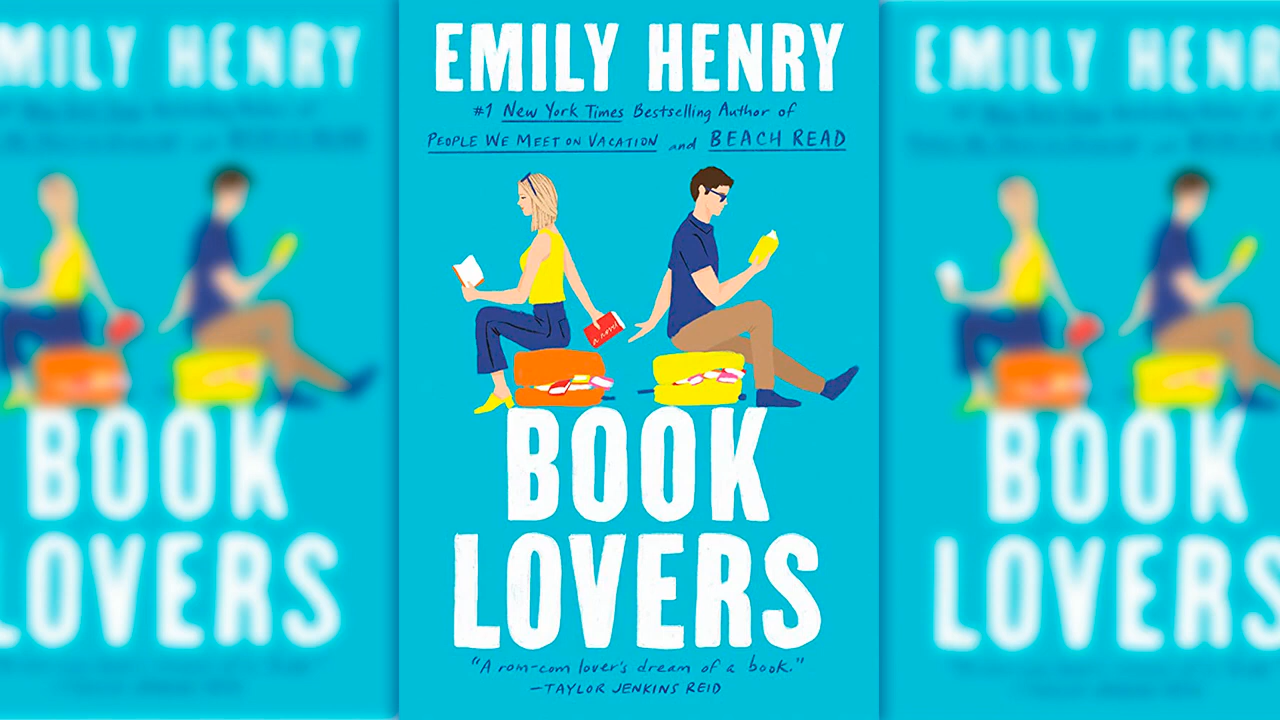 EMILY HENRY
#1 New York Times Bestselling Author of
PEOPLE WE MEET ON VACATION and BEACH READ
a novel
BOOK
LOVERS
"A rom-com lover's dream of a book."
—TAYLOR JENKINS REID